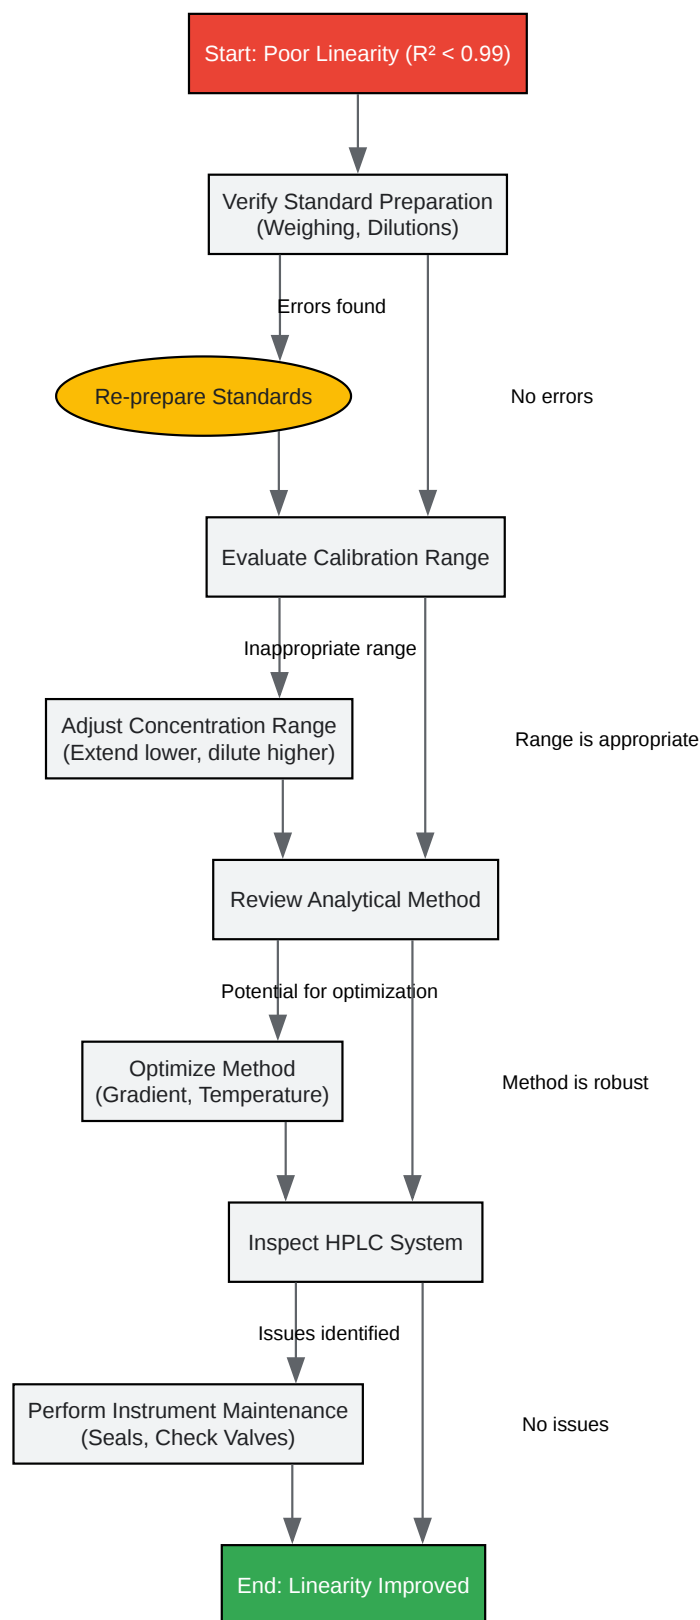 Start: Poor Linearity (R² < 0.99)
Verify Standard Preparation
(Weighing, Dilutions)
Errors found
Re-prepare Standards
No errors
Evaluate Calibration Range
Inappropriate range
Adjust Concentration Range
(Extend lower, dilute higher)
Range is appropriate
Review Analytical Method
Potential for optimization
Optimize Method
(Gradient, Temperature)
Method is robust
Inspect HPLC System
Issues identified
Perform Instrument Maintenance
(Seals, Check Valves)
No issues
End: Linearity Improved